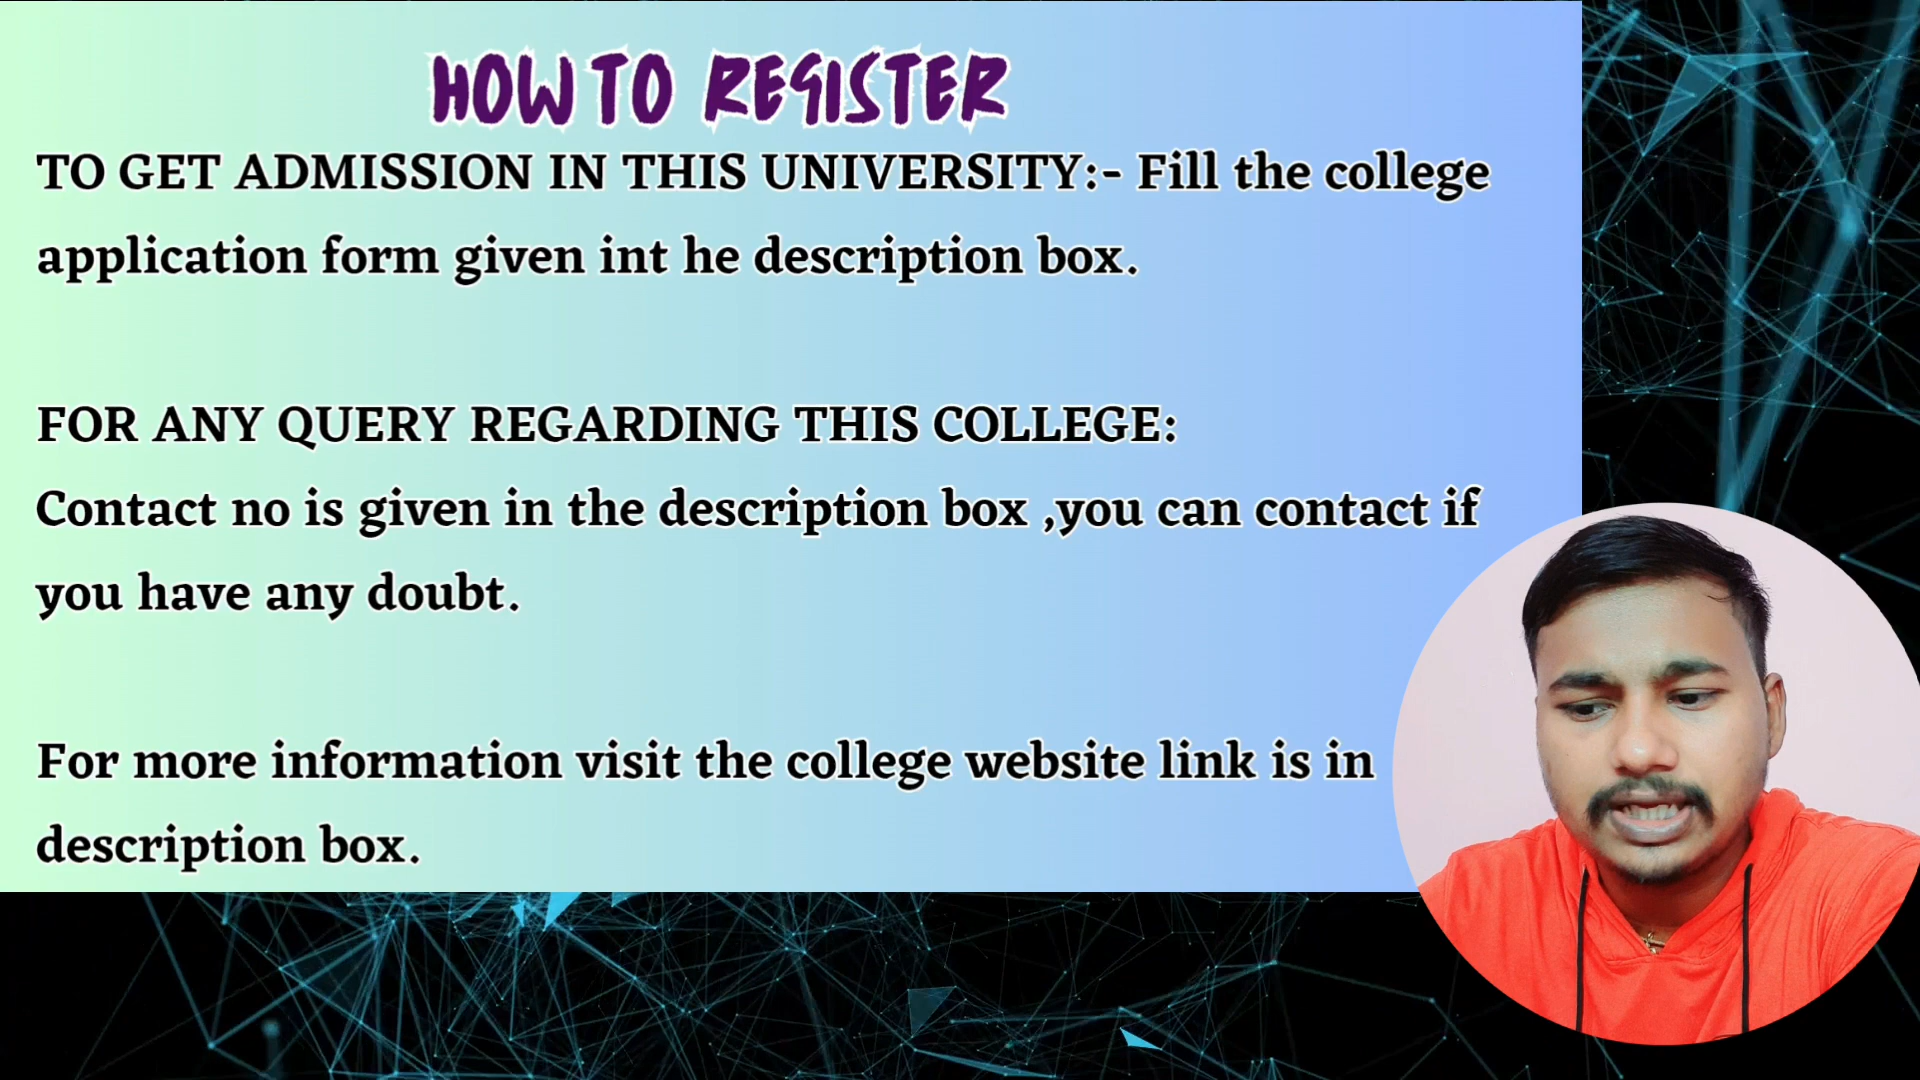 HOW TO REGISTER
TO GET ADMISSION IN THIS UNIVERSITY:- Fill the college
application form given int he description box.
FOR ANY QUERY REGARDING THIS COLLEGE:
Contact no is given in the description box ,you can contact if
you have any doubt.
For more information visit the college website link is in
description box.